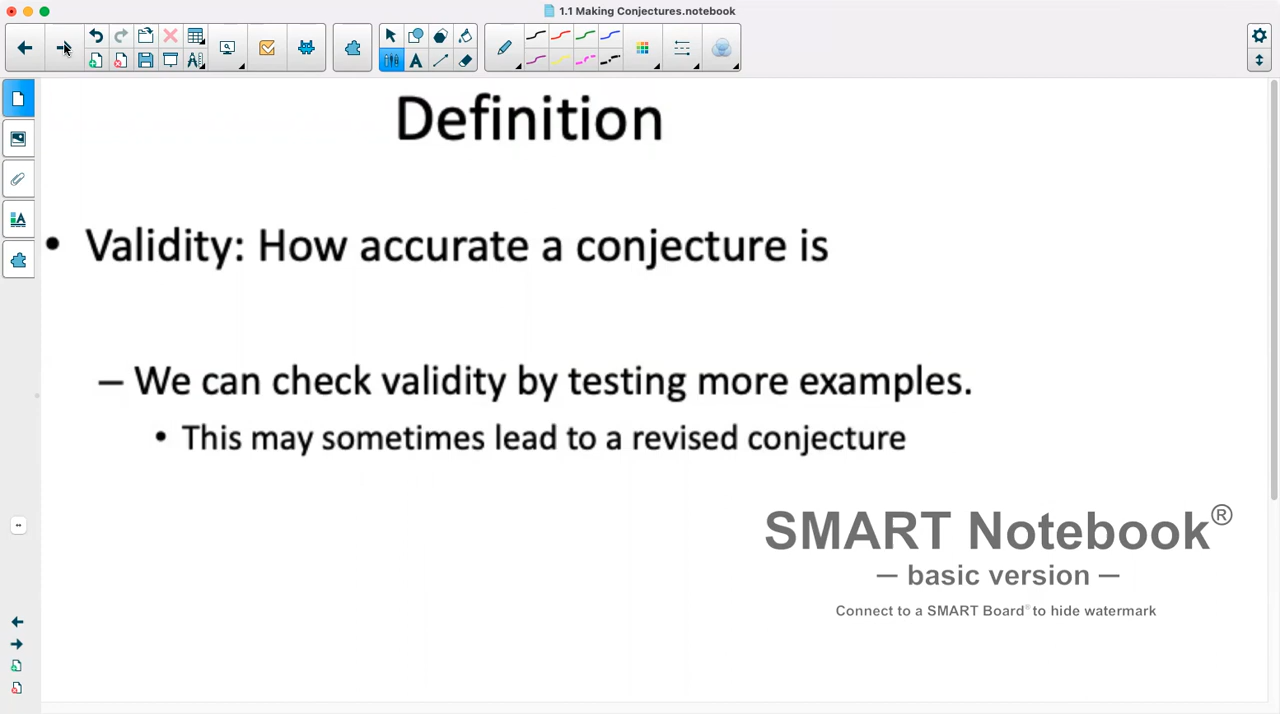 1.1 Making Conjectures.notebook
Definition
• Validity: How accurate a conjecture is
– We can check validity by testing more examples.
• This may sometimes lead to a revised conjecture
SMART Notebook®
— basic version —
Connect to a SMART Board® to hide watermark